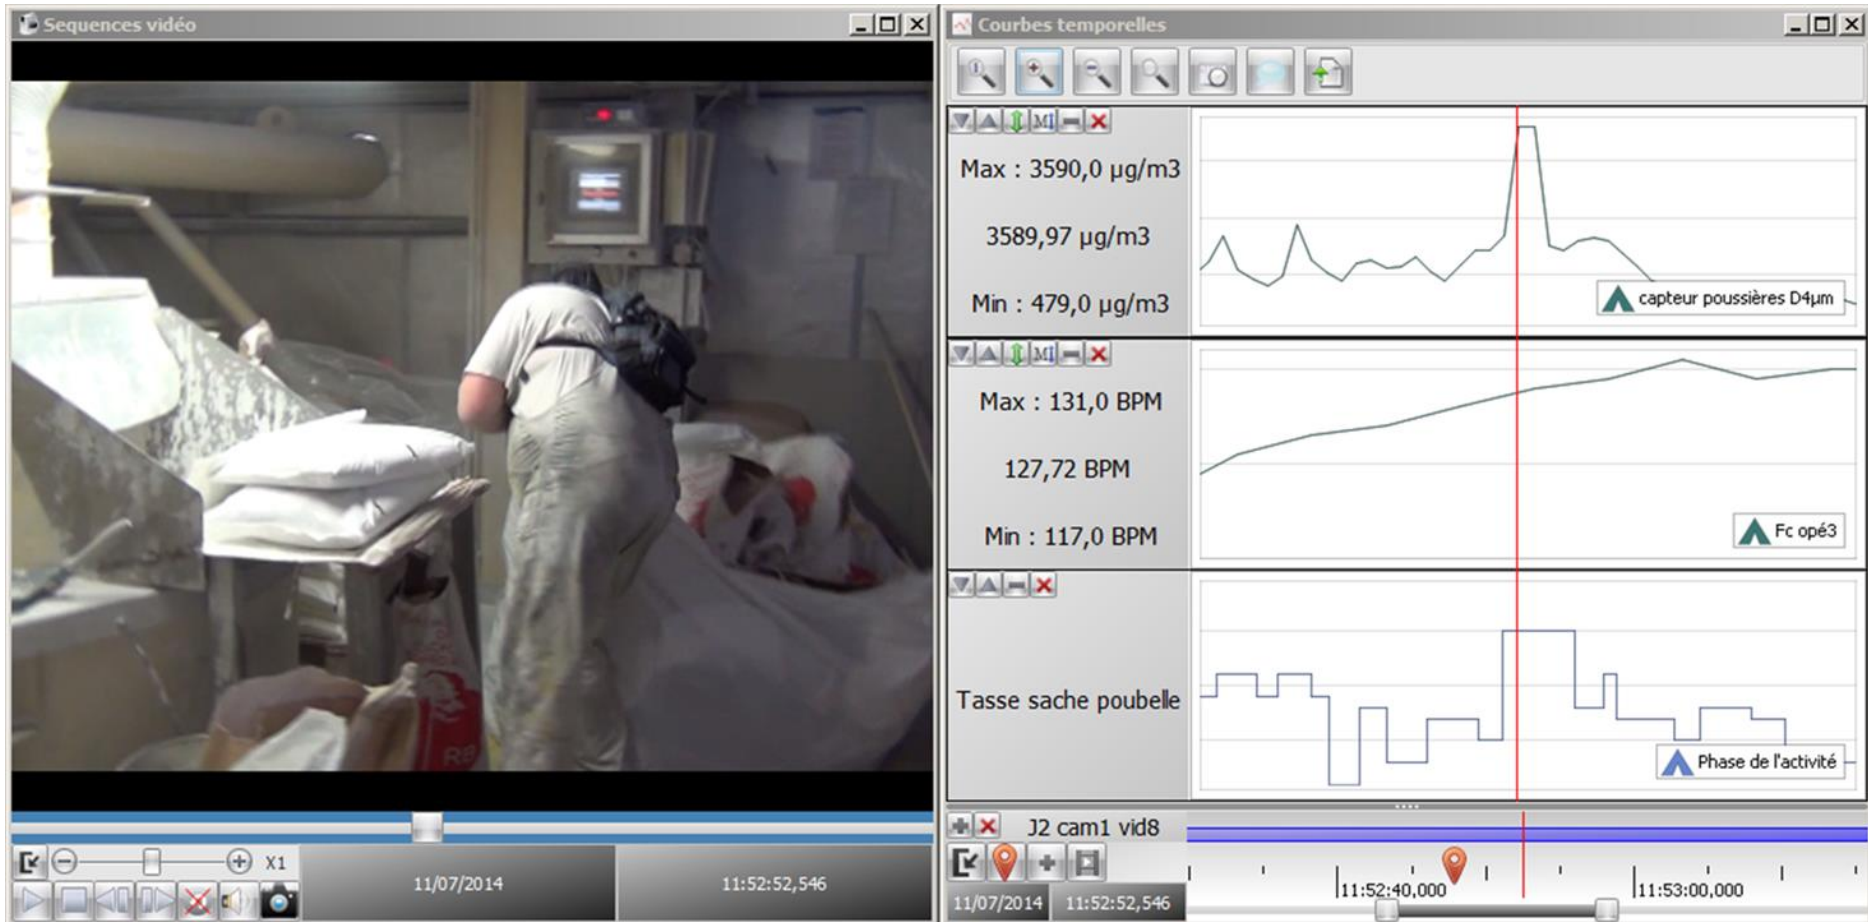 Sequences vidéo
X1
11/07/2014
11:52:52,546
Courbes temporelles
Max : 3590,0 µg/m3
3589,97 µg/m3
Min : 479,0 µg/m3
capteur poussières D4µm
Max : 131,0 BPM
127,72 BPM
Min : 117,0 BPM
Fc opé3
Tasse sache poubelle
Phase de l'activité
J2 cam1 vid8
11:52:40,000
11:53:00,000
11/07/2014
11:52:52,546